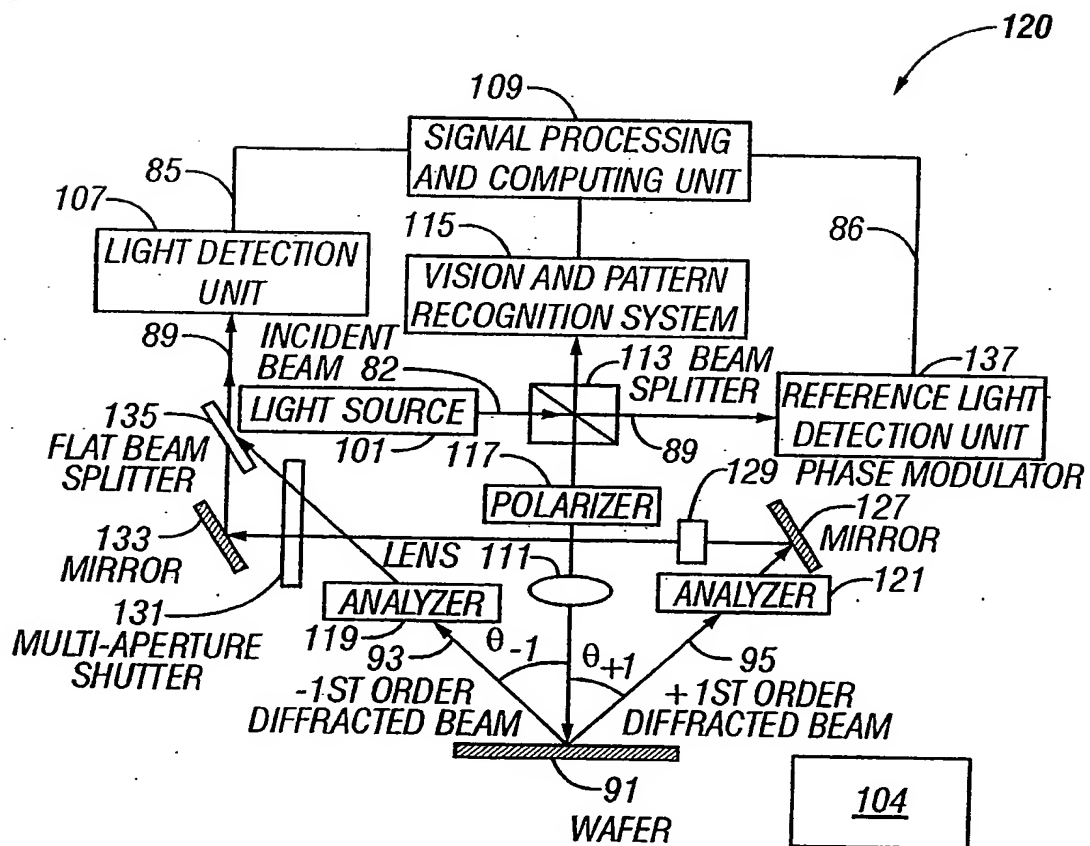 120
109
SIGNAL PROCESSING
AND COMPUTING UNIT
85
107
LIGHT DETECTION
UNIT
115
VISION AND PATTERN
RECOGNITION SYSTEM
86
89
INCIDENT
BEAM 82
113 BEAM
SPLITTER
137
LIGHT SOURCE
101
89
REFERENCE LIGHT
DETECTION UNIT
135
FLAT BEAM
SPLITTER
117
POLARIZER
PHASE MODULATOR
129
127
MIRROR
133
MIRROR
LENS
111
131
MULTI-APERTURE
SHUTTER
ANALYZER
119
ANALYZER
121
93
θ-1
θ+1
95
-1ST ORDER
DIFFRACTED BEAM
+1ST ORDER
DIFFRACTED BEAM
91
WAFER
104